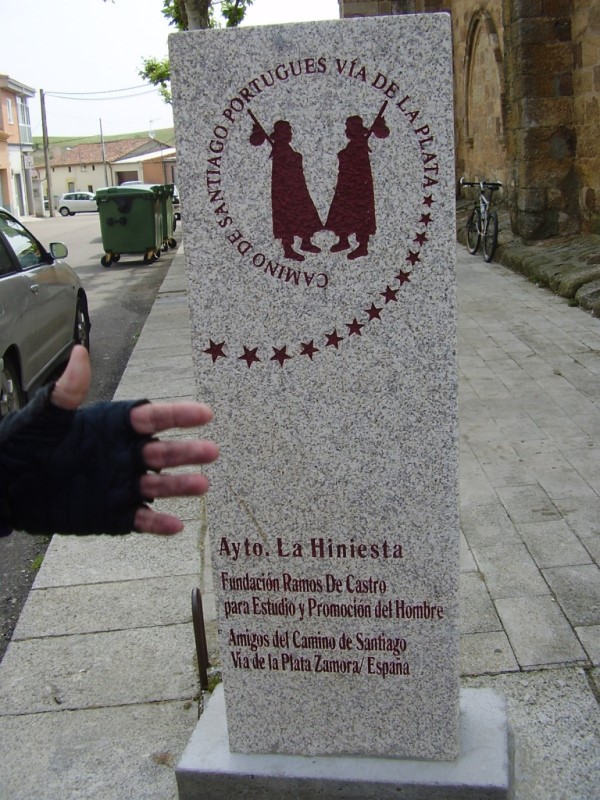 CAMINO DE SANTIAGO PORTUGUES VÍA DE LA PLATA
Ayto. La Hiniesta
Fundación Ramos De Castro
para Estudio y Promoción del Hombre
Amigos del Camino de Santiago
Vía de la Plata Zamora/ España